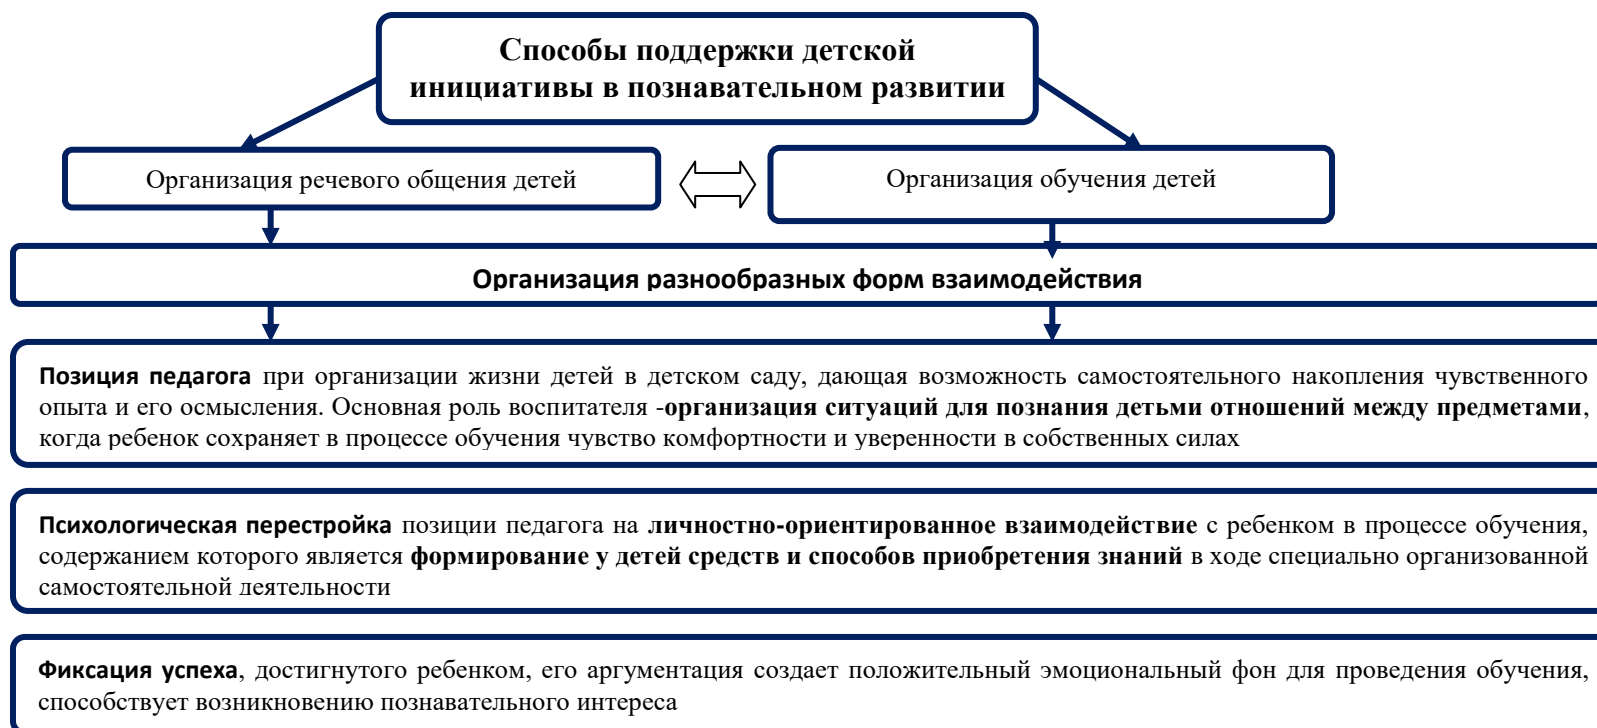 Способы поддержки детской
инициативы в познавательном развитии
Организация речевого общения детей
Организация обучения детей
Организация разнообразных форм взаимодействия
Позиция педагога при организации жизни детей в детском саду, дающая возможность самостоятельного накопления чувственного
опыта и его осмысления. Основная роль воспитателя -организация ситуаций для познания детьми отношений между предметами,
когда ребенок сохраняет в процессе обучения чувство комфортности и уверенности в собственных силах
Психологическая перестройка позиции педагога на личностно-ориентированное взаимодействие с ребенком в процессе обучения,
содержанием которого является формирование у детей средств и способов приобретения знаний в ходе специально организованной
самостоятельной деятельности
Фиксация успеха, достигнутого ребенком, его аргументация создает положительный эмоциональный фон для проведения обучения,
способствует возникновению познавательного интереса